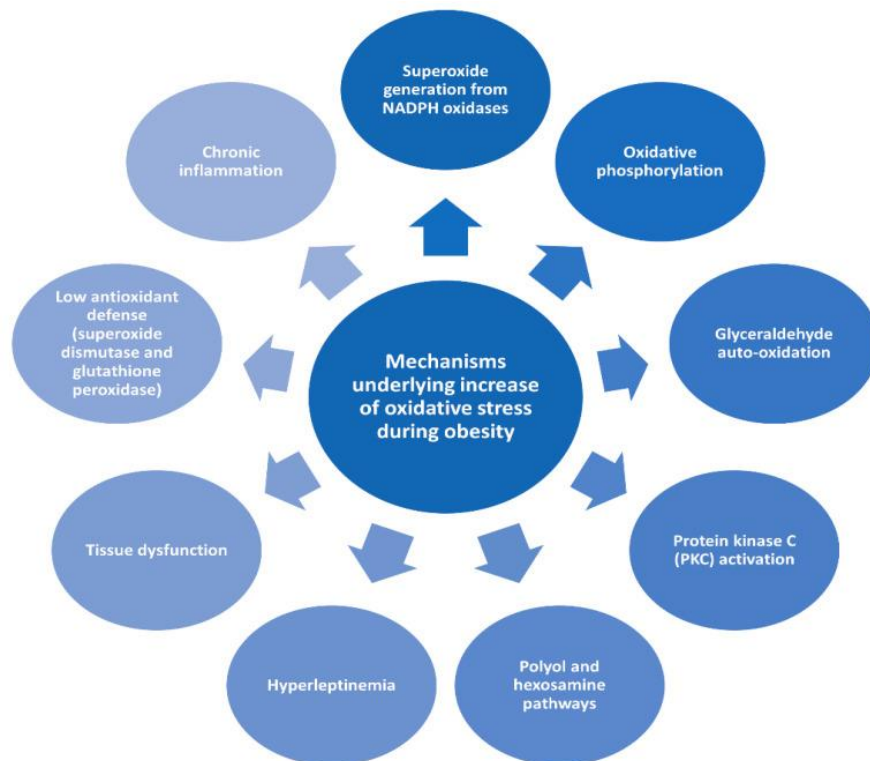 Superoxide
generation from
NADPH oxidases
Oxidative
phosphorylation
Glyceraldehyde
auto-oxidation
Protein kinase C
(PKC) activation
Polyol and
hexosamine
pathways
Hyperleptinemia
Tissue dysfunction
Low antioxidant
defense
(superoxide
dismutase and
glutathione
peroxidase)
Chronic
inflammation
Mechanisms
underlying increase
of oxidative stress
during obesity